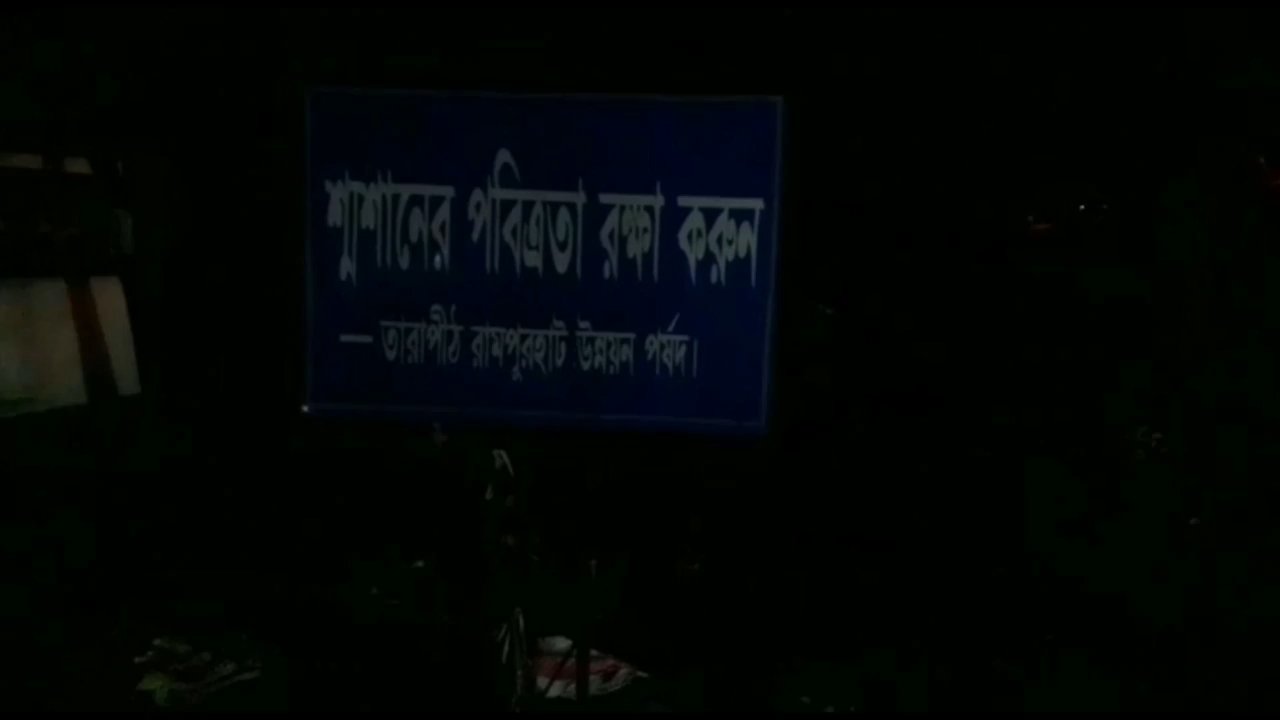 শ্মশানের পবিত্রতা রক্ষা করুন
— তারাপীঠ রামপুরহাট উন্নয়ন পর্ষদ।